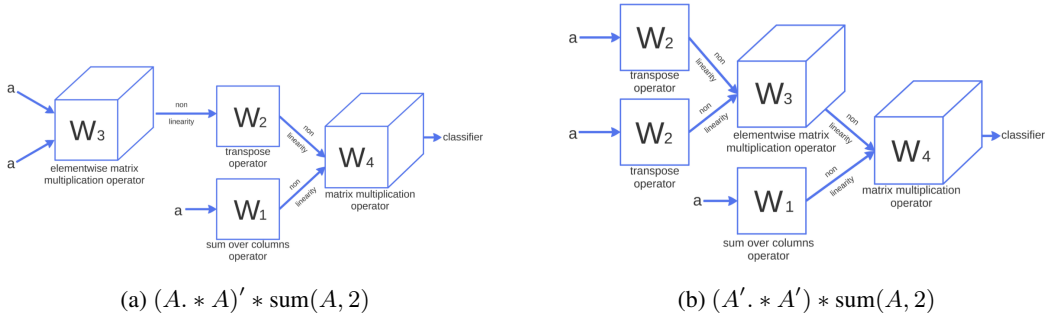 a
a
W3
elementwise matrix
multiplication operator
non
linearity
W2
transpose
operator
non
linearity
a
W1
sum over columns
operator
non
linearity
W4
matrix multiplication
operator
classifier
(a) (A. ∗ A)′ ∗ sum(A, 2)
a
W2
transpose
operator
non
linearity
a
W2
transpose operator
non
linearity
W3
elementwise matrix
multiplication operator
non
linearity
a
W1
sum over columns
operator
non
linearity
W4
matrix multiplication
operator
classifier
(b) (A′. ∗ A′) ∗ sum(A, 2)